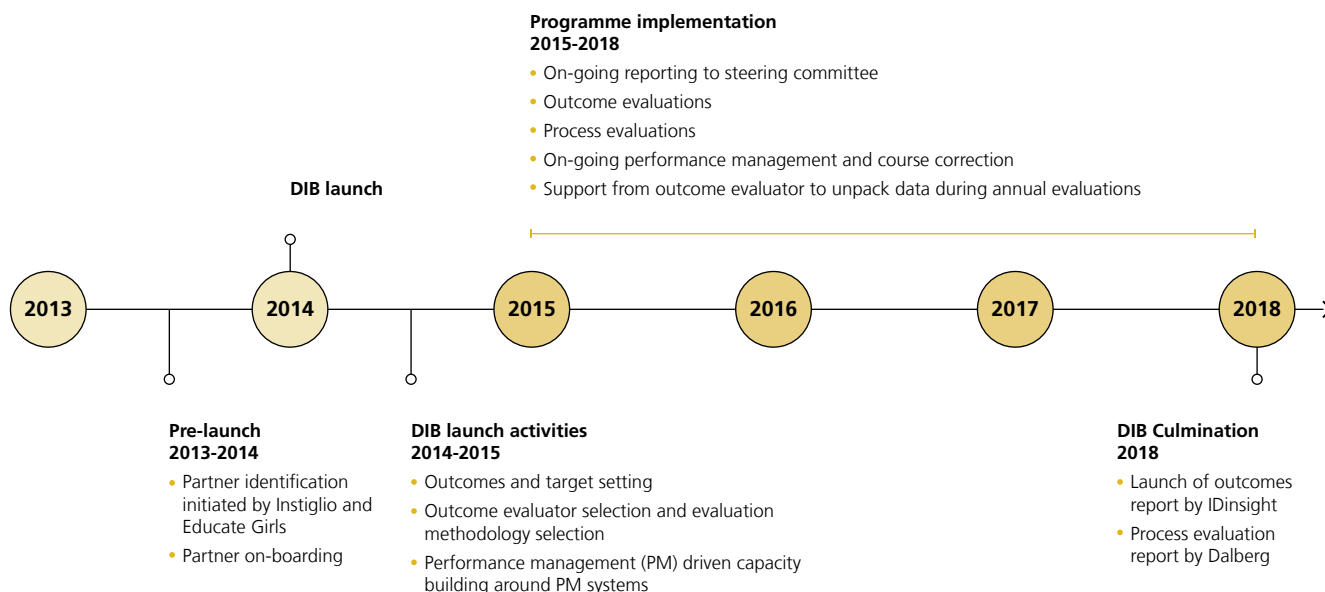 Programme implementation
2015-2018
• On-going reporting to steering committee
• Outcome evaluations
• Process evaluations
• On-going performance management and course correction
• Support from outcome evaluator to unpack data during annual evaluations
DIB launch
2013
2014
2015
2016
2017
2018
Pre-launch
2013-2014
• Partner identification
initiated by Instiglio and
Educate Girls
• Partner on-boarding
DIB launch activities
2014-2015
• Outcomes and target setting
• Outcome evaluator selection and evaluation
methodology selection
• Performance management (PM) driven capacity
building around PM systems
DIB Culmination
2018
• Launch of outcomes
report by IDinsight
• Process evaluation
report by Dalberg